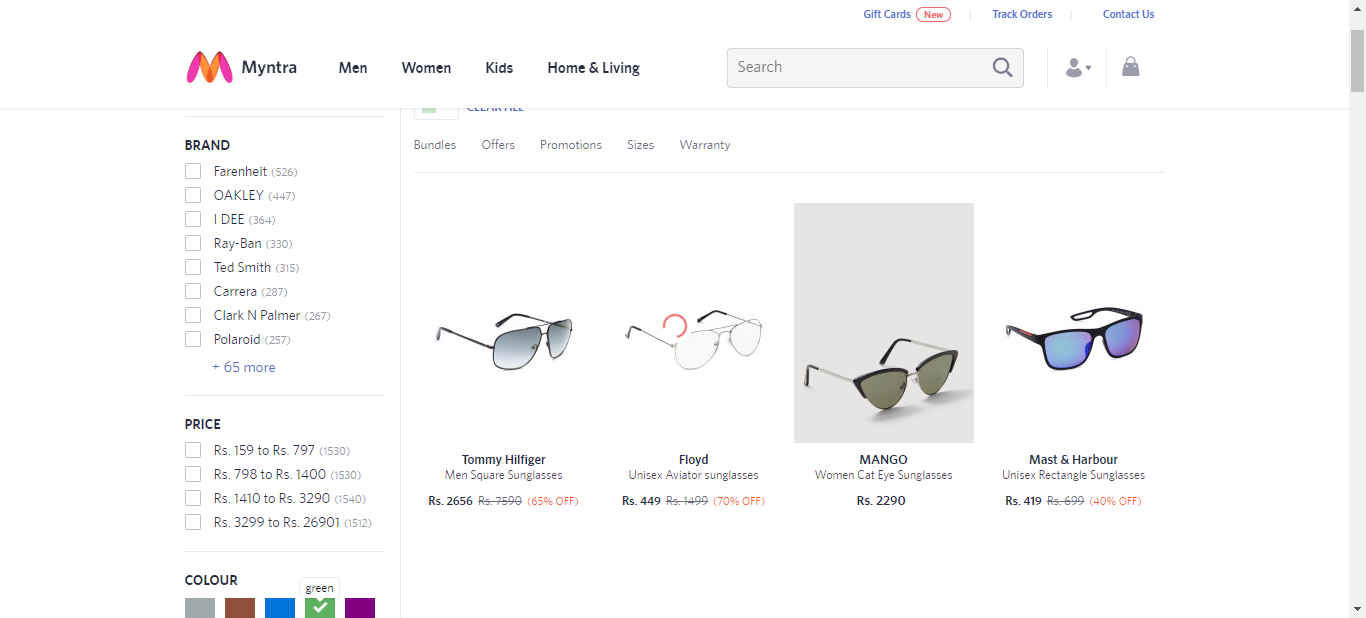 Gift Cards New Track Orders Contact Us
Myntra Men Women Kids Home & Living Search
CLEAR ALL
Bundles Offers Promotions Sizes Warranty
BRAND
Farenheit (526)
OAKLEY (447)
I DEE (364)
Ray-Ban (330)
Ted Smith (315)
Carrera (287)
Clark N Palmer (267)
Polaroid (257)
+ 65 more
PRICE
Rs. 159 to Rs. 797 (1530)
Rs. 798 to Rs. 1400 (1530)
Rs. 1410 to Rs. 3290 (1540)
Rs. 3299 to Rs. 26901 (1512)
COLOUR
green
Tommy Hilfiger
Men Square Sunglasses
Rs. 2656 Rs. 7590 (65% OFF)
Floyd
Unisex Aviator sunglasses
Rs. 449 Rs. 1499 (70% OFF)
MANGO
Women Cat Eye Sunglasses
Rs. 2290
Mast & Harbour
Unisex Rectangle Sunglasses
Rs. 419 Rs. 699 (40% OFF)